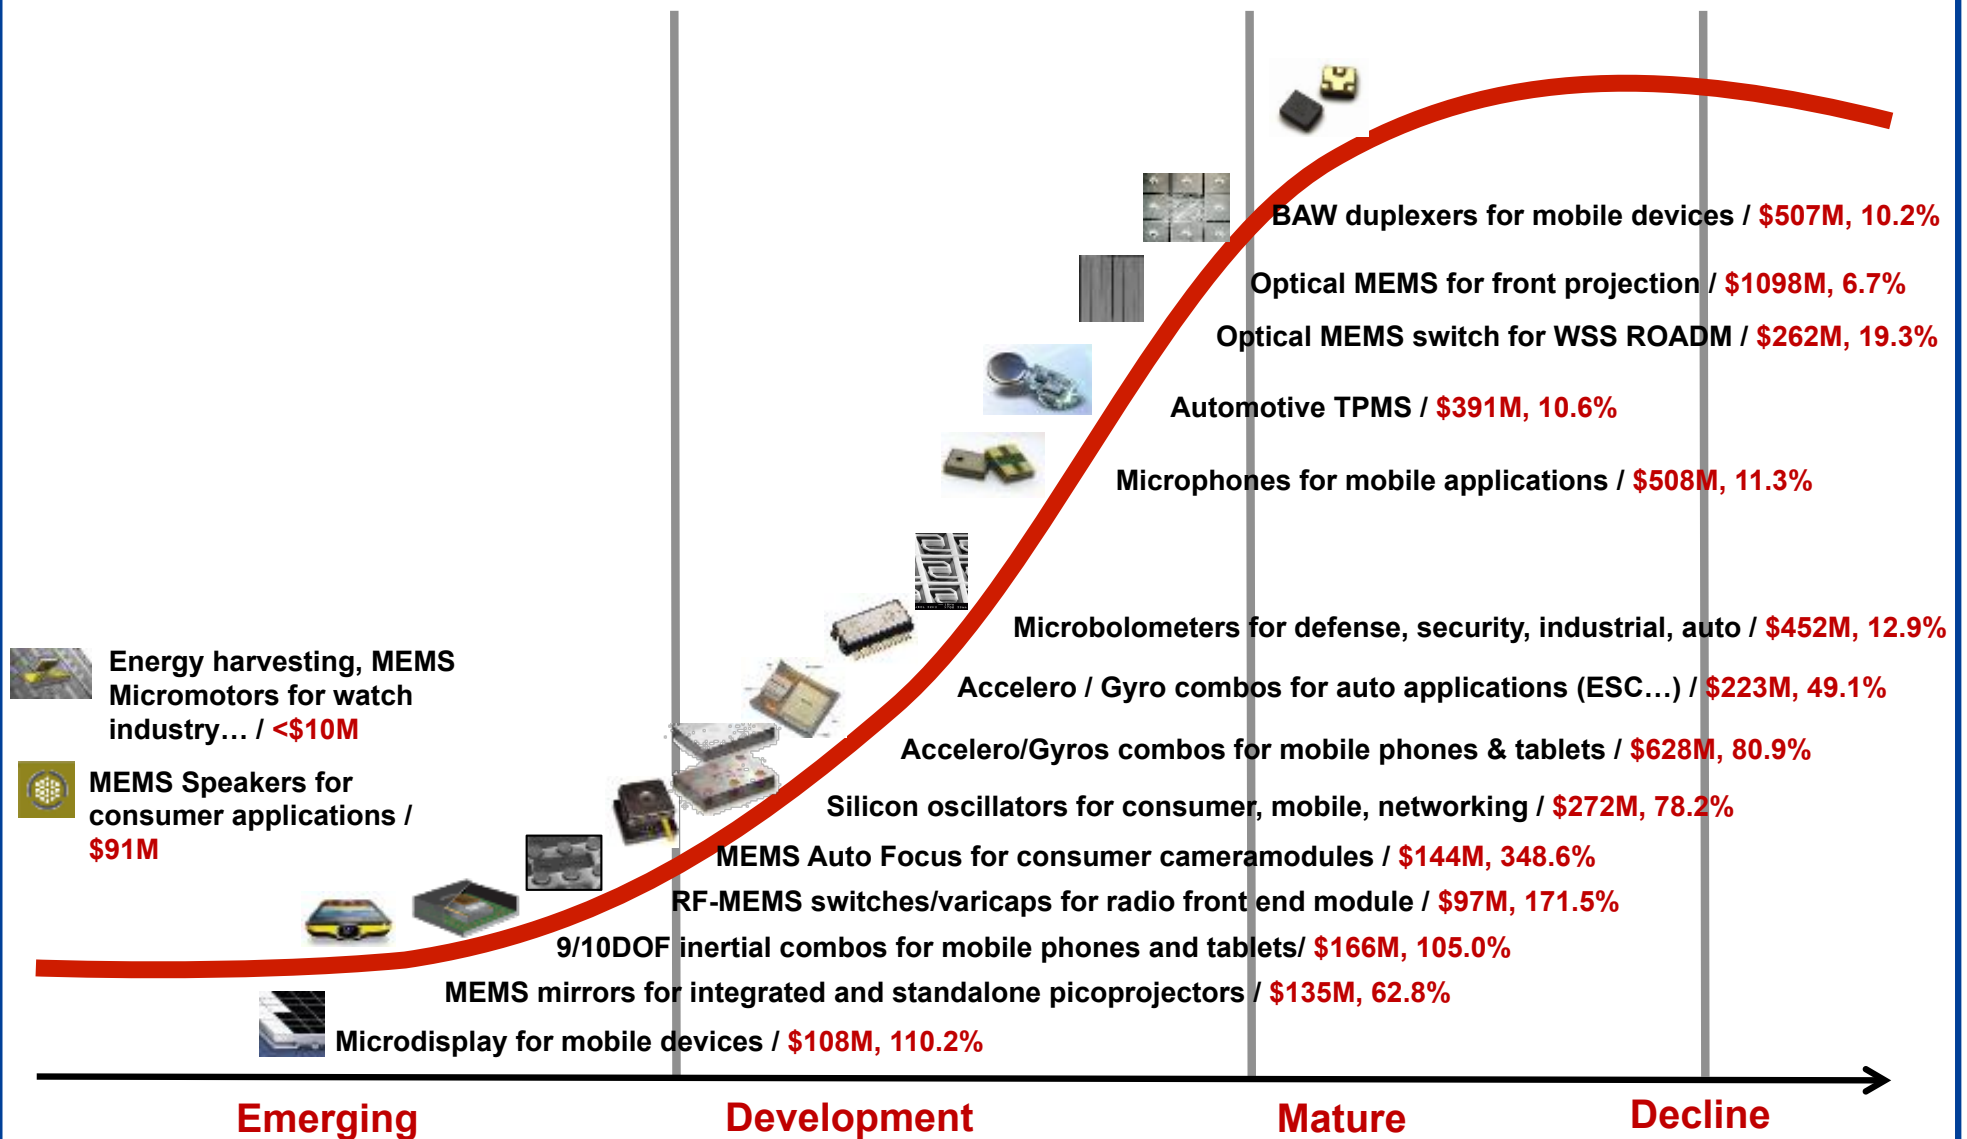 BAW duplexers for mobile devices / $507M, 10.2%
Optical MEMS for front projection / $1098M, 6.7%
Optical MEMS switch for WSS ROADM / $262M, 19.3%
Automotive TPMS / $391M, 10.6%
Microphones for mobile applications / $508M, 11.3%
Microbolometers for defense, security, industrial, auto / $452M, 12.9%
Energy harvesting, MEMS
Micromotors for watch
industry… / <$10M
Accelero / Gyro combos for auto applications (ESC…) / $223M, 49.1%
Accelero/Gyros combos for mobile phones & tablets / $628M, 80.9%
MEMS Speakers for
consumer applications /
$91M
Silicon oscillators for consumer, mobile, networking / $272M, 78.2%
MEMS Auto Focus for consumer cameramodules / $144M, 348.6%
RF-MEMS switches/varicaps for radio front end module / $97M, 171.5%
9/10DOF inertial combos for mobile phones and tablets/ $166M, 105.0%
MEMS mirrors for integrated and standalone picoprojectors / $135M, 62.8%
Microdisplay for mobile devices / $108M, 110.2%
Emerging
Development
Mature
Decline